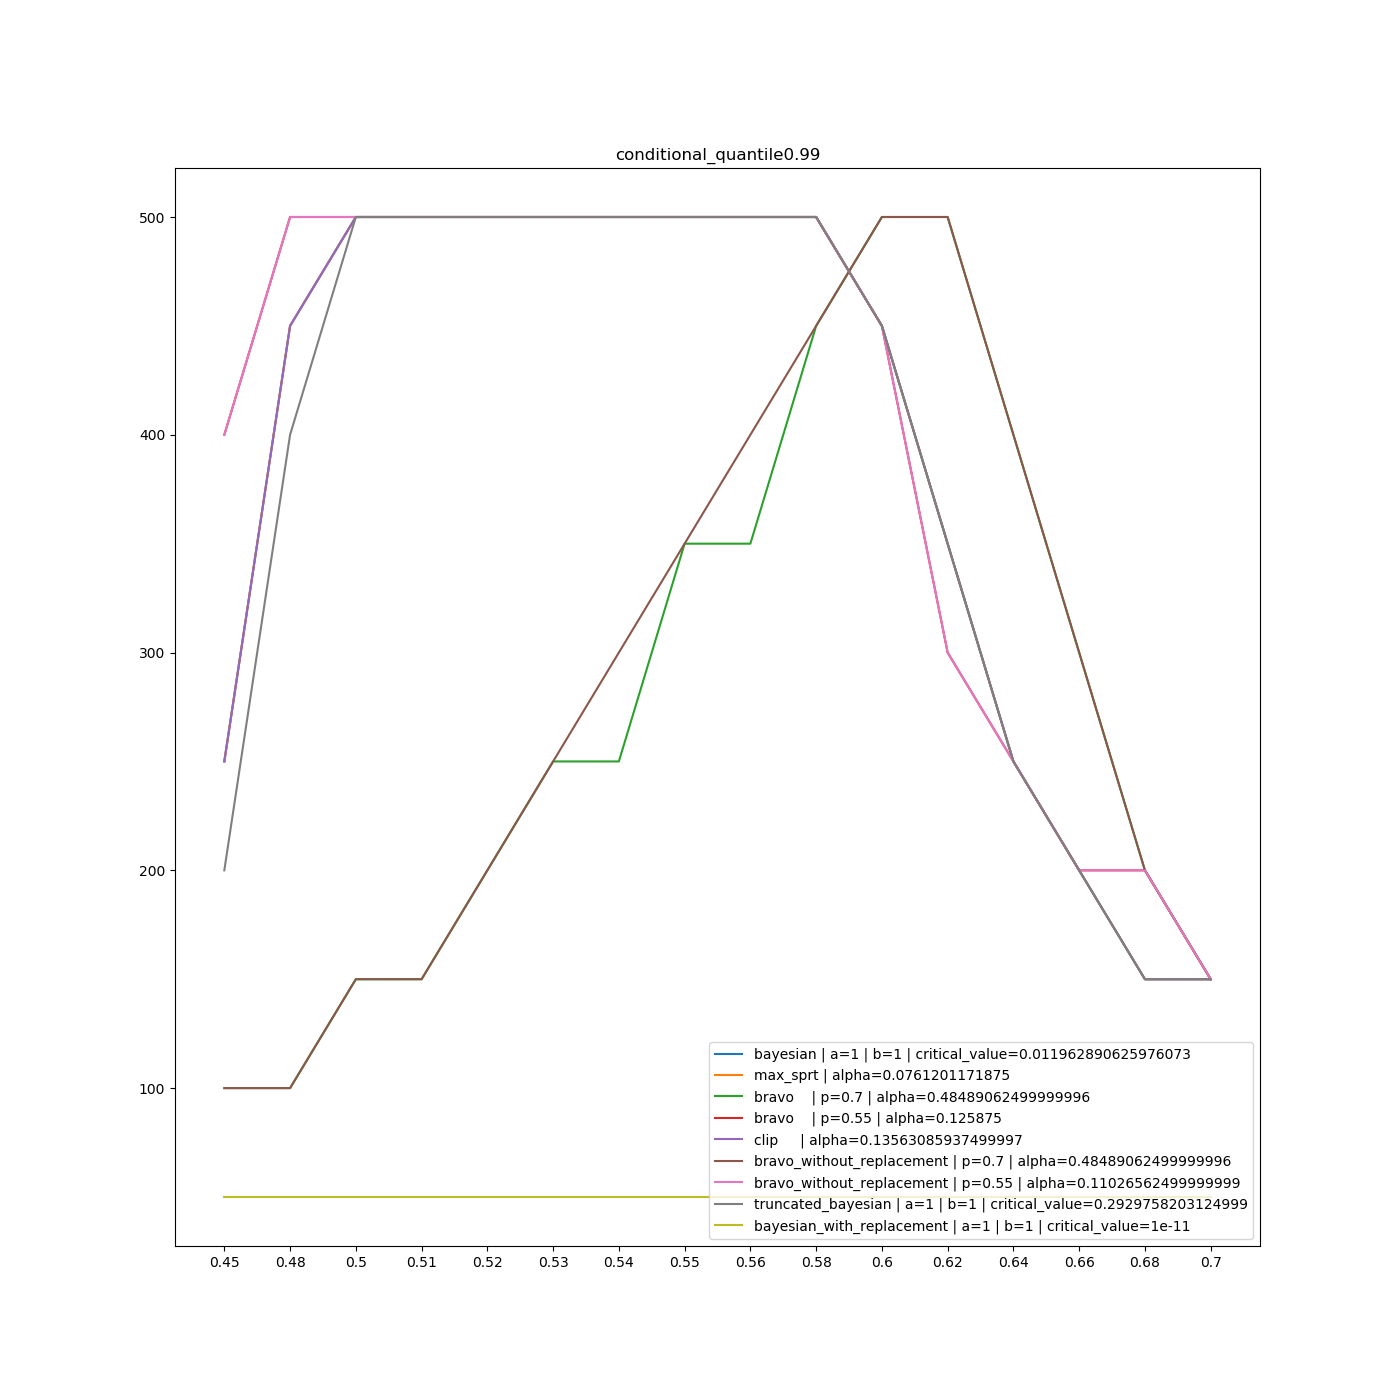 conditional_quantile0.99
500
400
300
200
100
bayesian | a=1 | b=1 | critical_value=0.011962890625976073
max_sprt | alpha=0.0761201171875
bravo    | p=0.7 | alpha=0.48489062499999996
bravo    | p=0.55 | alpha=0.125875
clip     | alpha=0.13563085937499997
bravo_without_replacement | p=0.7 | alpha=0.48489062499999996
bravo_without_replacement | p=0.55 | alpha=0.11026562499999999
truncated_bayesian | a=1 | b=1 | critical_value=0.2929758203124999
bayesian_with_replacement | a=1 | b=1 | critical_value=1e-11
0.45 0.48 0.5 0.51 0.52 0.53 0.54 0.55 0.56 0.58 0.6 0.62 0.64 0.66 0.68 0.7